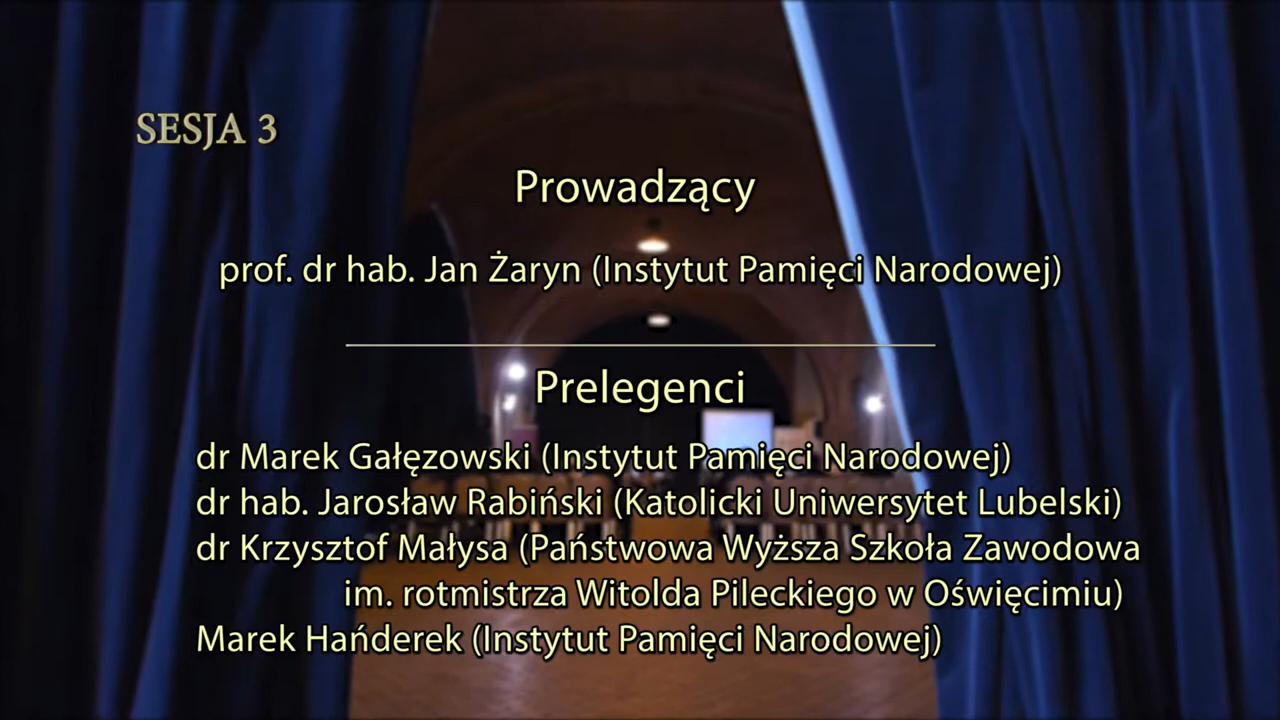 SESJA 3
Prowadzący
prof. dr hab. Jan Żaryn (Instytut Pamięci Narodowej)
Prelegenci
dr Marek Gałęzowski (Instytut Pamięci Narodowej)
dr hab. Jarosław Rabiński (Katolicki Uniwersytet Lubelski)
dr Krzysztof Małysa (Państwowa Wyższa Szkoła Zawodowa
im. rotmistrza Witolda Pileckiego w Oświęcimiu)
Marek Hańderek (Instytut Pamięci Narodowej)